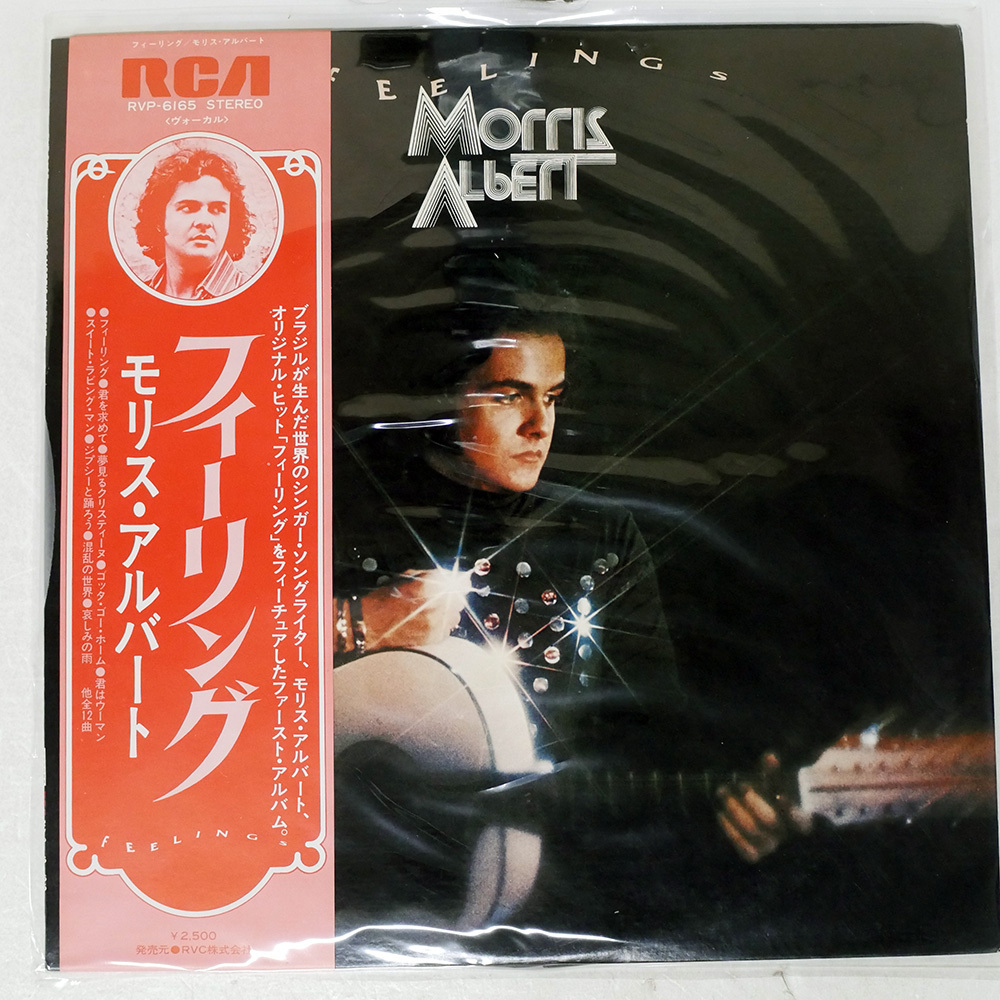 フィーリング/モリス・アルバート
RCA
RVP-6165 STEREO
〈ヴォーカル〉
FEELINGS
Morris
Albert
ブラジルが生んだ世界のシンガー・ソングライター、モリス・アルバート、
オリジナル・ヒット「フィーリング」をフィーチュアしたファースト・アルバム。
フィーリング
モリス・アルバート
●フィーリング●君を求めて●夢見るクリスティーヌ●ゴッタ・ゴー・ホーム●君はウーマン
●スイート・ラビング・マン●ジプシーと踊ろう●混乱の世界●哀しみの雨 他全12曲
FEELING
¥2,500
発売元●RVC株式会